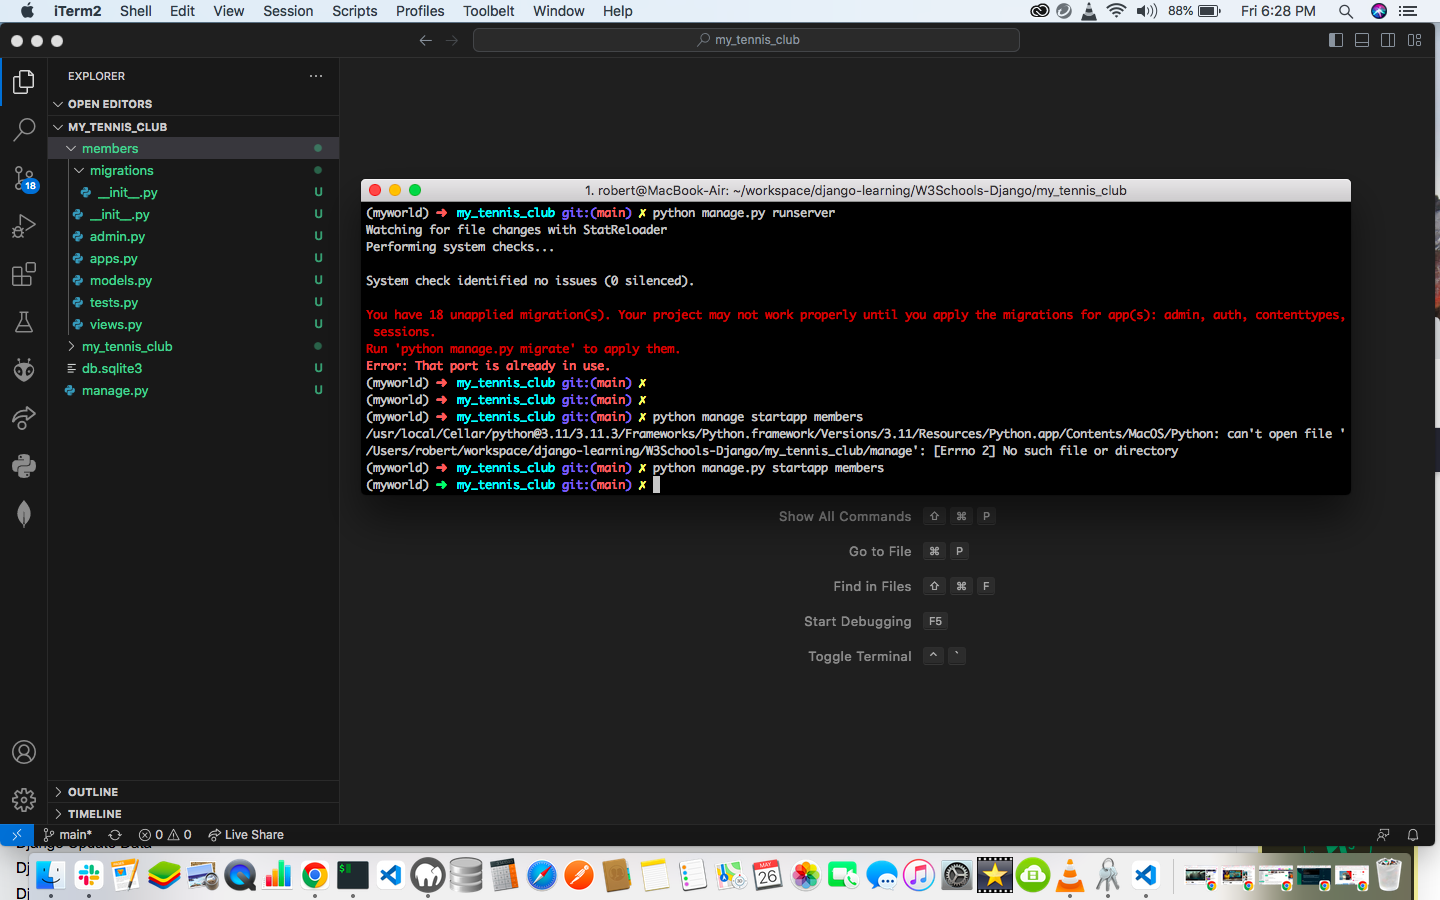 iTerm2 Shell Edit View Session Scripts Profiles Toolbelt Window Help 88% Fri 6:28 PM
my_tennis_club
EXPLORER
OPEN EDITORS
MY_TENNIS_CLUB
members
migrations
__init__.py U
__init__.py U
admin.py U
apps.py U
models.py U
tests.py U
views.py U
my_tennis_club
db.sqlite3 U
manage.py U
18
1. robert@MacBook-Air: ~/workspace/django-learning/W3Schools-Django/my_tennis_club
(myworld) ➜ my_tennis_club git:(main) ✗ python manage.py runserver
Watching for file changes with StatReloader
Performing system checks...
System check identified no issues (0 silenced).
You have 18 unapplied migration(s). Your project may not work properly until you apply the migrations for app(s): admin, auth, contenttypes,
sessions.
Run 'python manage.py migrate' to apply them.
Error: That port is already in use.
(myworld) ➜ my_tennis_club git:(main) ✗
(myworld) ➜ my_tennis_club git:(main) ✗
(myworld) ➜ my_tennis_club git:(main) ✗ python manage startapp members
/usr/local/Cellar/python@3.11/3.11.3/Frameworks/Python.framework/Versions/3.11/Resources/Python.app/Contents/MacOS/Python: can't open file '
/Users/robert/workspace/django-learning/W3Schools-Django/my_tennis_club/manage': [Errno 2] No such file or directory
(myworld) ➜ my_tennis_club git:(main) ✗ python manage.py startapp members
(myworld) ➜ my_tennis_club git:(main) ✗
Show All Commands ⇧ ⌘ P
Go to File ⌘ P
Find in Files ⇧ ⌘ F
Start Debugging F5
Toggle Terminal ^ `
OUTLINE
TIMELINE
main* 0 0 Live Share
Django Update Data
MAY
26